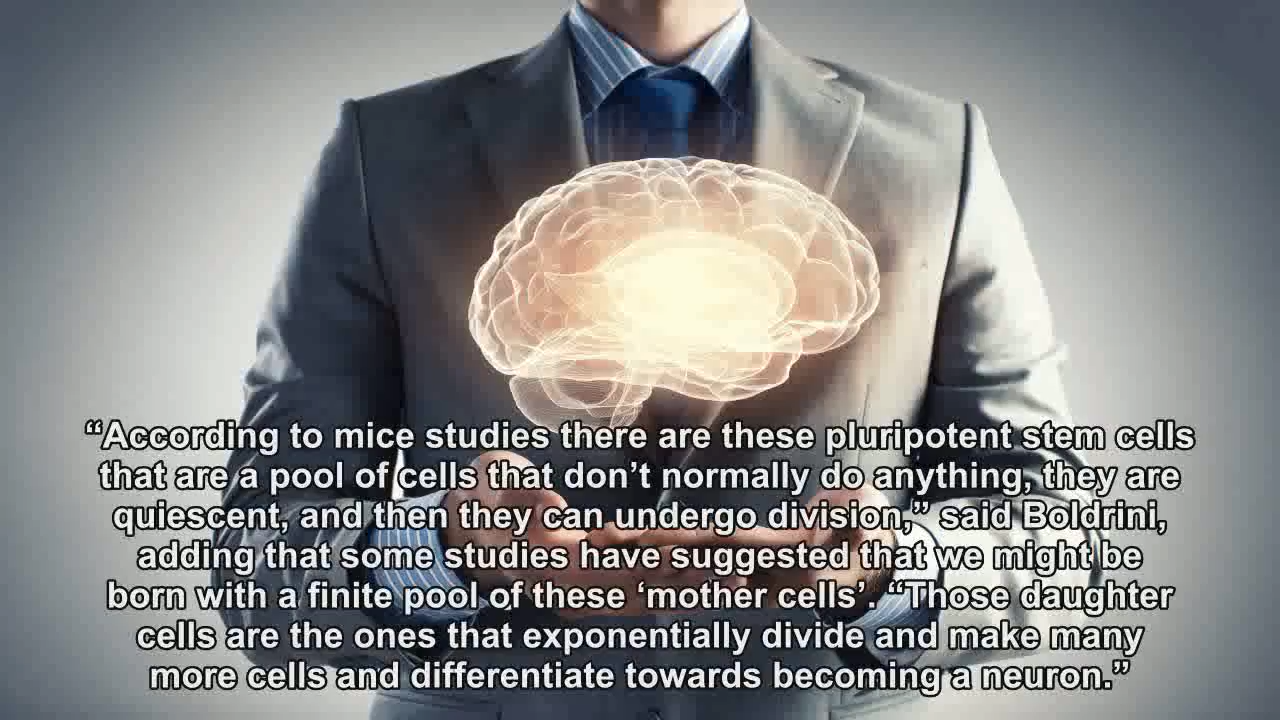 “According to mice studies there are these pluripotent stem cells
that are a pool of cells that don’t normally do anything, they are
quiescent, and then they can undergo division,” said Boldrini,
adding that some studies have suggested that we might be
born with a finite pool of these ‘mother cells’. “Those daughter
cells are the ones that exponentially divide and make many
more cells and differentiate towards becoming a neuron.”